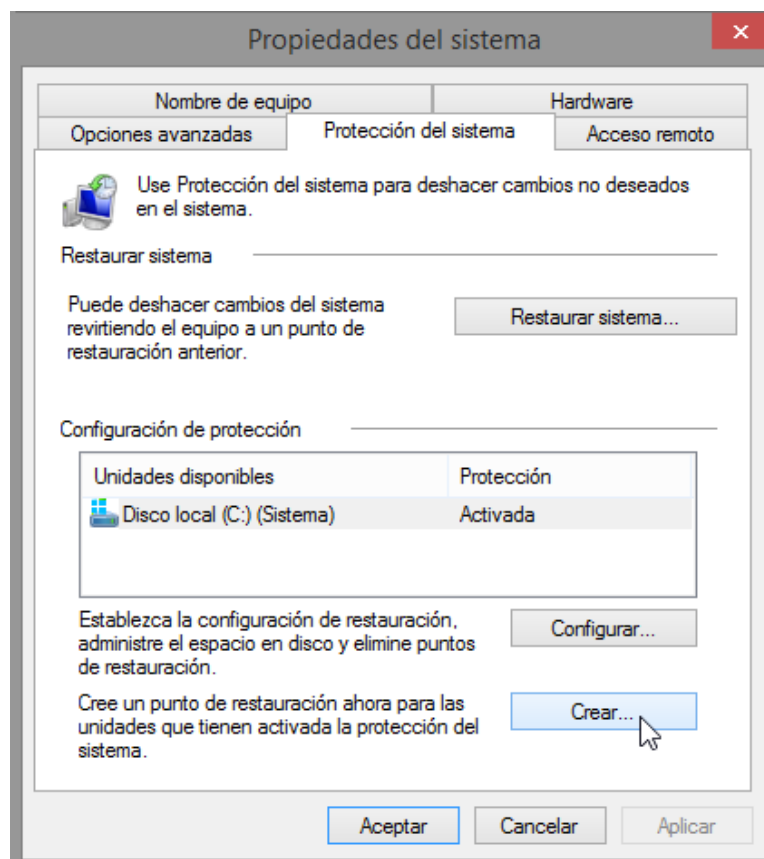 Propiedades del sistema
Nombre de equipo
Hardware
Opciones avanzadas
Protección del sistema
Acceso remoto
Use Protección del sistema para deshacer cambios no deseados
en el sistema.
Restaurar sistema
Puede deshacer cambios del sistema
revirtiendo el equipo a un punto de
restauración anterior.
Restaurar sistema...
Configuración de protección
Unidades disponibles
Protección
Disco local (C:) (Sistema)
Activada
Establezca la configuración de restauración,
administre el espacio en disco y elimine puntos
de restauración.
Configurar...
Cree un punto de restauración ahora para las
unidades que tienen activada la protección del
sistema.
Crear...
Aceptar
Cancelar
Aplicar